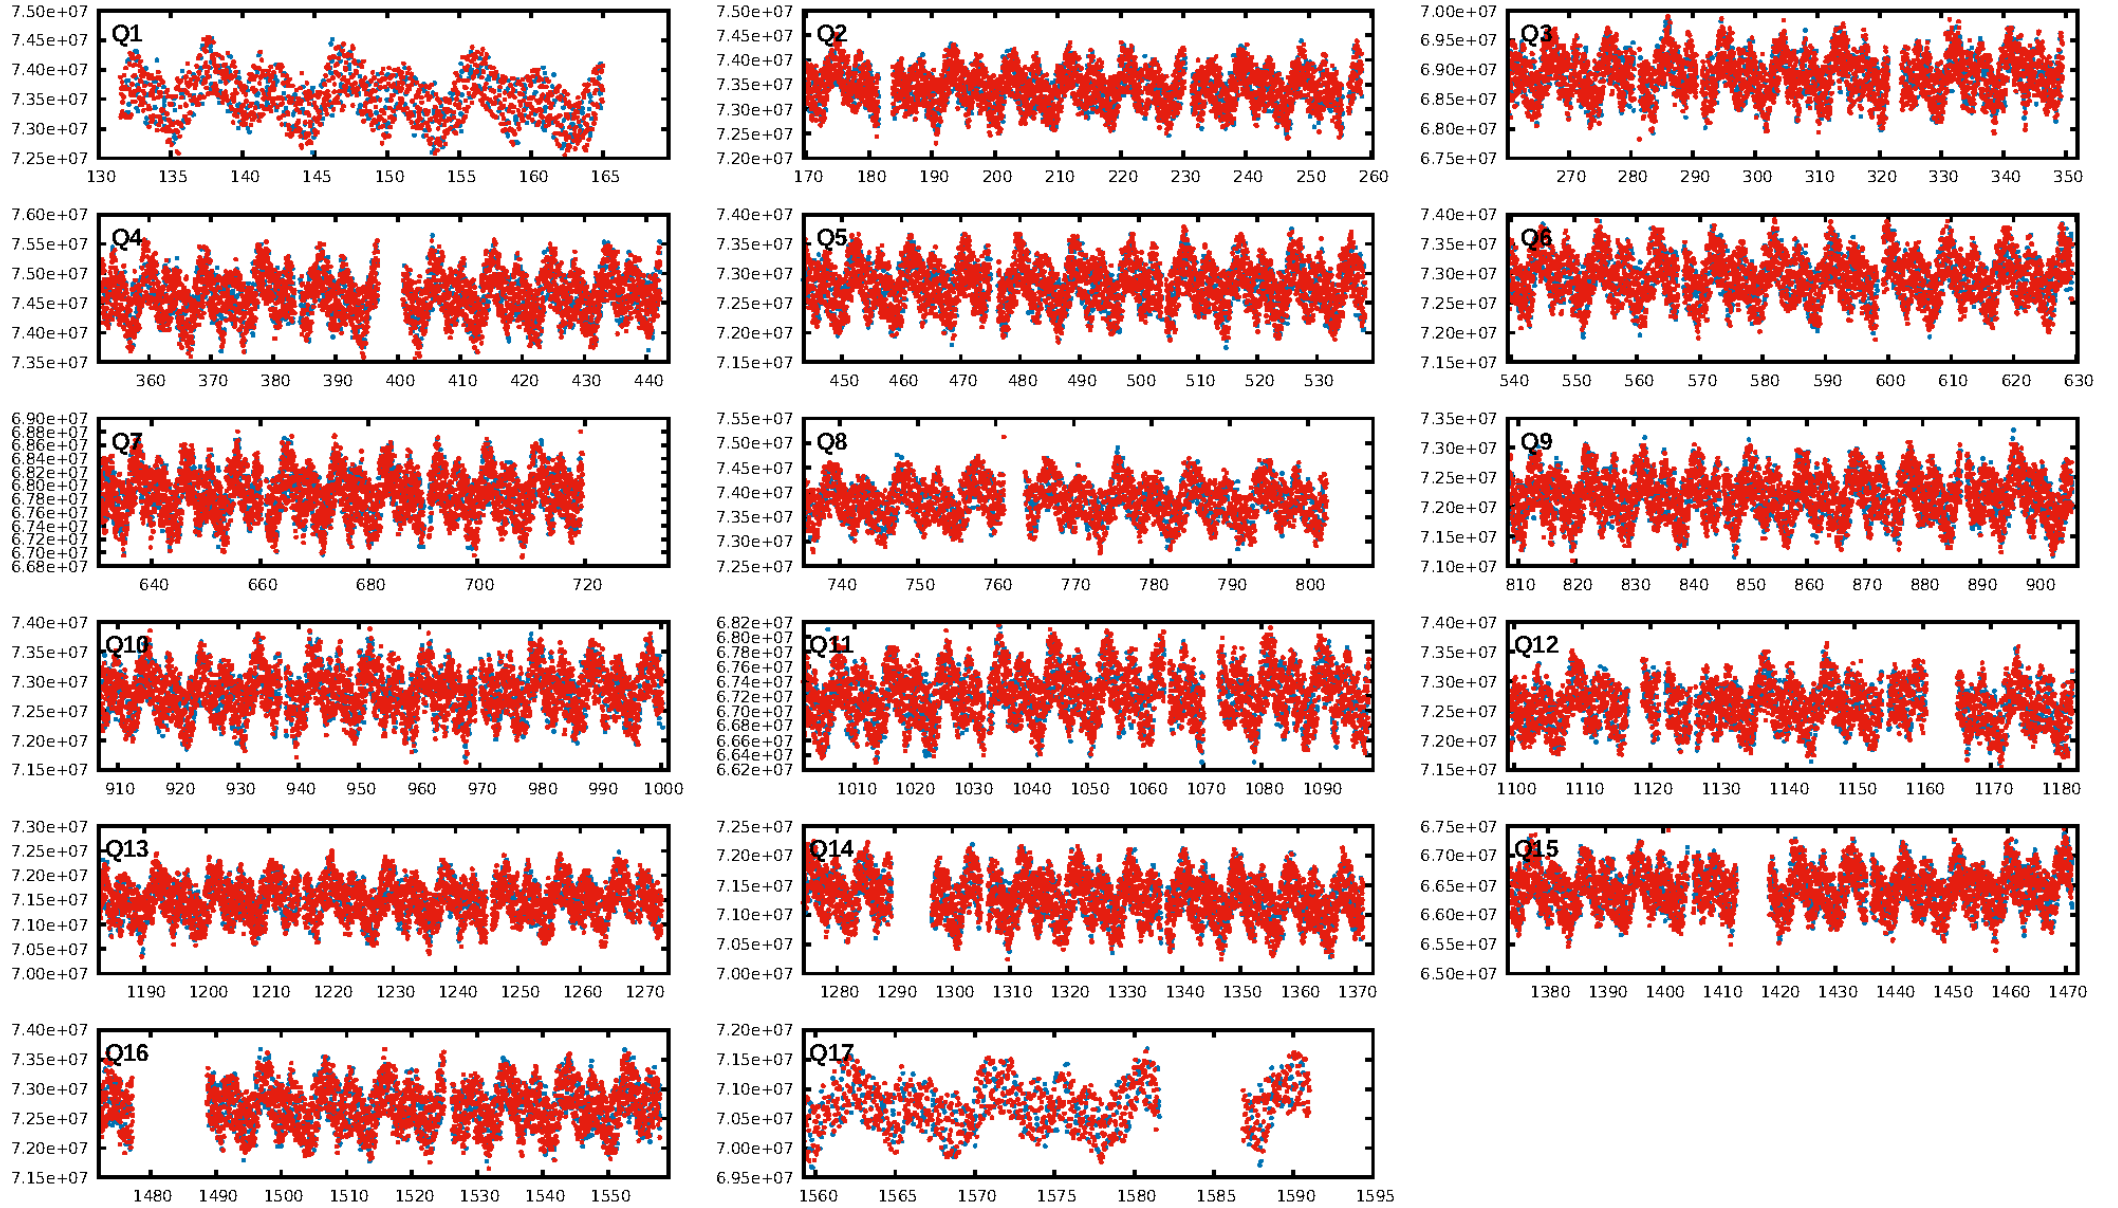 7.50e+07 7.45e+07 7.40e+07 7.35e+07 7.30e+07 7.25e+07
Q1
130 135 140 145 150 155 160 165
7.50e+07 7.45e+07 7.40e+07 7.35e+07 7.30e+07 7.25e+07 7.20e+07
Q2
170 180 190 200 210 220 230 240 250 260
7.00e+07 6.95e+07 6.90e+07 6.85e+07 6.80e+07 6.75e+07
Q3
270 280 290 300 310 320 330 340 350
7.60e+07 7.55e+07 7.50e+07 7.45e+07 7.40e+07 7.35e+07
Q4
360 370 380 390 400 410 420 430 440
7.40e+07 7.35e+07 7.30e+07 7.25e+07 7.20e+07 7.15e+07
Q5
450 460 470 480 490 500 510 520 530
7.40e+07 7.35e+07 7.30e+07 7.25e+07 7.20e+07 7.15e+07
Q6
540 550 560 570 580 590 600 610 620 630
6.90e+07 6.88e+07 6.86e+07 6.84e+07 6.82e+07 6.80e+07 6.78e+07 6.76e+07 6.74e+07 6.72e+07 6.70e+07 6.68e+07
Q7
640 660 680 700 720
7.55e+07 7.50e+07 7.45e+07 7.40e+07 7.35e+07 7.30e+07 7.25e+07
Q8
740 750 760 770 780 790 800
7.35e+07 7.30e+07 7.25e+07 7.20e+07 7.15e+07 7.10e+07
Q9
810 820 830 840 850 860 870 880 890 900
7.40e+07 7.35e+07 7.30e+07 7.25e+07 7.20e+07 7.15e+07
Q10
910 920 930 940 950 960 970 980 990 1000
6.82e+07 6.80e+07 6.78e+07 6.76e+07 6.74e+07 6.72e+07 6.70e+07 6.68e+07 6.66e+07 6.64e+07 6.62e+07
Q11
1010 1020 1030 1040 1050 1060 1070 1080 1090
7.40e+07 7.35e+07 7.30e+07 7.25e+07 7.20e+07 7.15e+07
Q12
1100 1110 1120 1130 1140 1150 1160 1170 1180
7.30e+07 7.25e+07 7.20e+07 7.15e+07 7.10e+07 7.05e+07 7.00e+07
Q13
1190 1200 1210 1220 1230 1240 1250 1260 1270
7.25e+07 7.20e+07 7.15e+07 7.10e+07 7.05e+07 7.00e+07
Q14
1280 1290 1300 1310 1320 1330 1340 1350 1360 1370
6.75e+07 6.70e+07 6.65e+07 6.60e+07 6.55e+07 6.50e+07
Q15
1380 1390 1400 1410 1420 1430 1440 1450 1460 1470
7.40e+07 7.35e+07 7.30e+07 7.25e+07 7.20e+07 7.15e+07
Q16
1480 1490 1500 1510 1520 1530 1540 1550
7.20e+07 7.15e+07 7.10e+07 7.05e+07 7.00e+07 6.95e+07
Q17
1560 1565 1570 1575 1580 1585 1590 1595